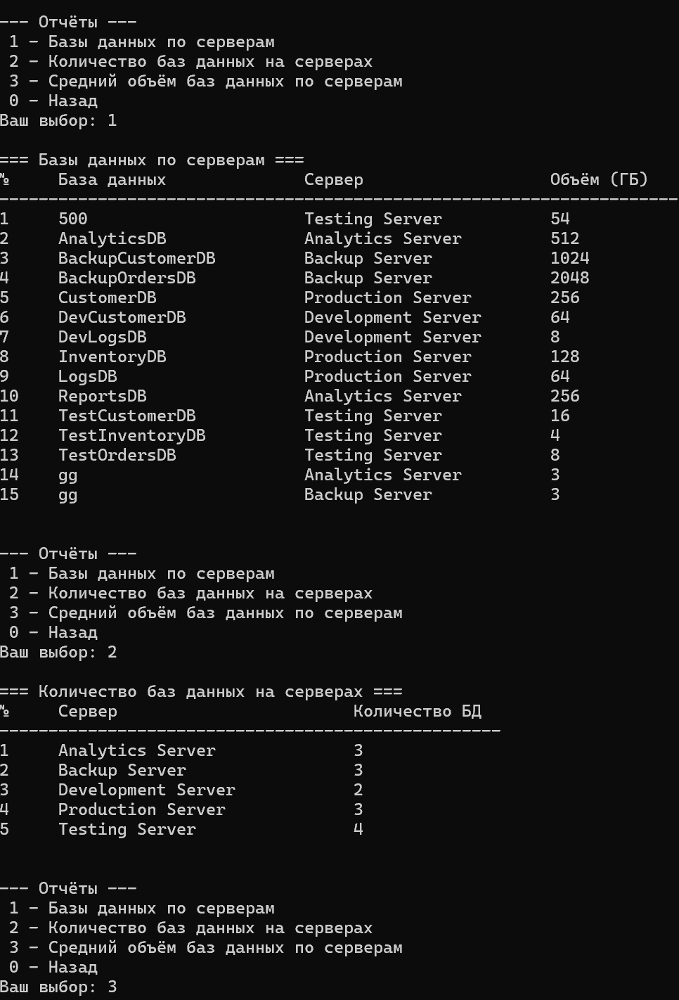 --- Отчёты ---
1 - Базы данных по серверам
2 - Количество баз данных на серверах
3 - Средний объём баз данных по серверам
0 - Назад
Ваш выбор: 1
=== Базы данных по серверам ===
№ База данных Сервер Объём (ГБ)
---------------------------------------------------------------------
1 500 Testing Server 54
2 AnalyticsDB Analytics Server 512
3 BackupCustomerDB Backup Server 1024
4 BackupOrdersDB Backup Server 2048
5 CustomerDB Production Server 256
6 DevCustomerDB Development Server 64
7 DevLogsDB Development Server 8
8 InventoryDB Production Server 128
9 LogsDB Production Server 64
10 ReportsDB Analytics Server 256
11 TestCustomerDB Testing Server 16
12 TestInventoryDB Testing Server 4
13 TestOrdersDB Testing Server 8
14 gg Analytics Server 3
15 gg Backup Server 3
--- Отчёты ---
1 - Базы данных по серверам
2 - Количество баз данных на серверах
3 - Средний объём баз данных по серверам
0 - Назад
Ваш выбор: 2
=== Количество баз данных на серверах ===
№ Сервер Количество БД
---------------------------------------------------
1 Analytics Server 3
2 Backup Server 3
3 Development Server 2
4 Production Server 3
5 Testing Server 4
--- Отчёты ---
1 - Базы данных по серверам
2 - Количество баз данных на серверах
3 - Средний объём баз данных по серверам
0 - Назад
Ваш выбор: 3